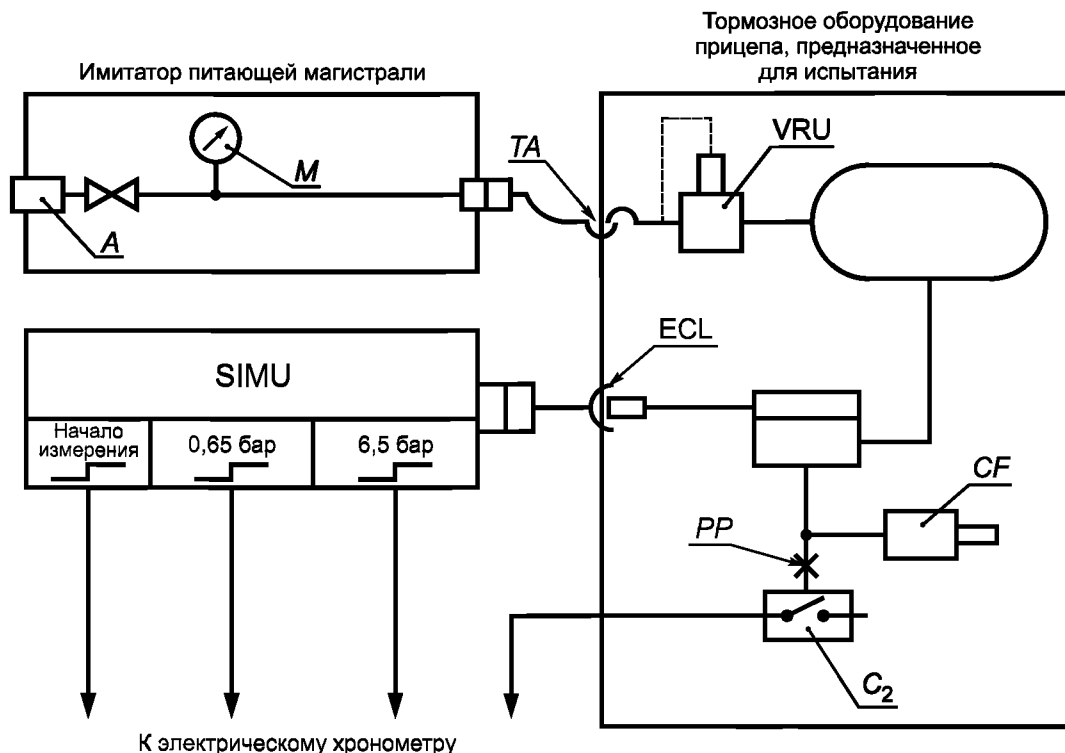 Тормозное оборудование
прицепа, предназначенное
для испытания
Имитатор питающей магистрали
M
A
TA
VRU
SIMU
Начало
измерения
0,65 бар
6,5 бар
ECL
CF
PP
C2
К электрическому хронометру